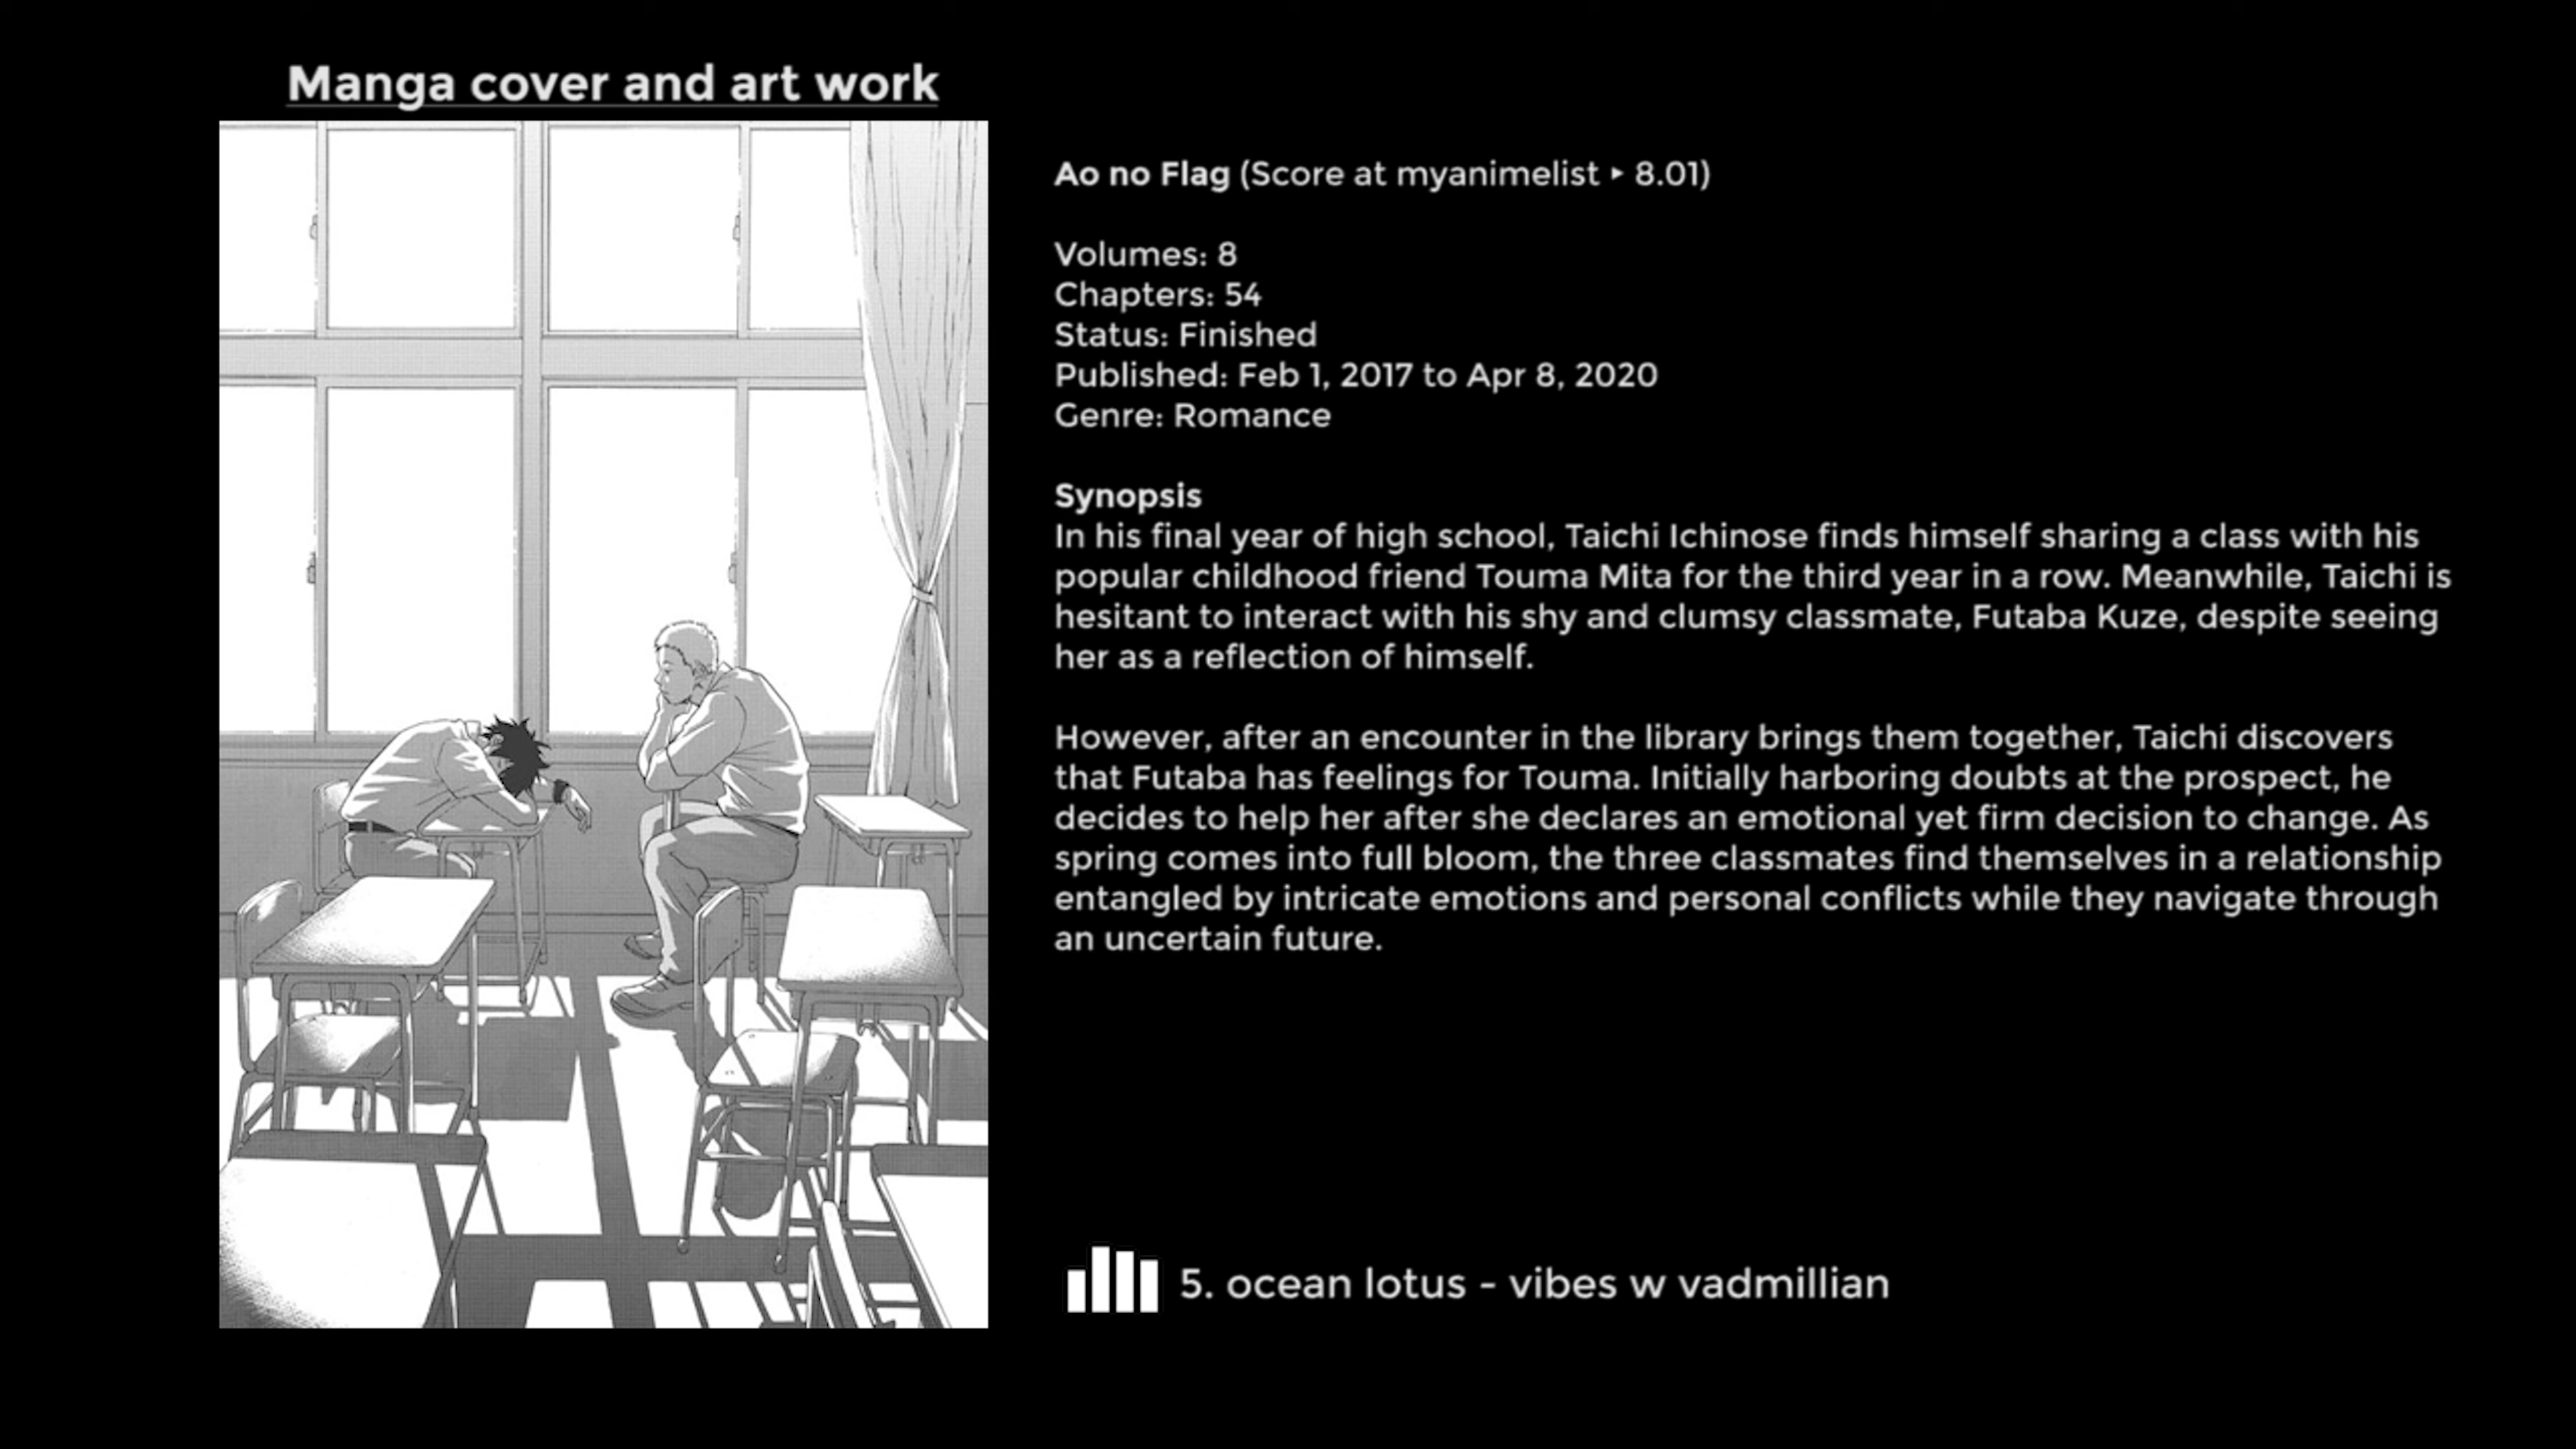 Manga cover and art work
Ao no Flag (Score at myanimelist ‣ 8.01)
Volumes: 8
Chapters: 54
Status: Finished
Published: Feb 1, 2017 to Apr 8, 2020
Genre: Romance
Synopsis
In his final year of high school, Taichi Ichinose finds himself sharing a class with his
popular childhood friend Touma Mita for the third year in a row. Meanwhile, Taichi is
hesitant to interact with his shy and clumsy classmate, Futaba Kuze, despite seeing
her as a reflection of himself.
However, after an encounter in the library brings them together, Taichi discovers
that Futaba has feelings for Touma. Initially harboring doubts at the prospect, he
decides to help her after she declares an emotional yet firm decision to change. As
spring comes into full bloom, the three classmates find themselves in a relationship
entangled by intricate emotions and personal conflicts while they navigate through
an uncertain future.
5. ocean lotus - vibes w vadmillian